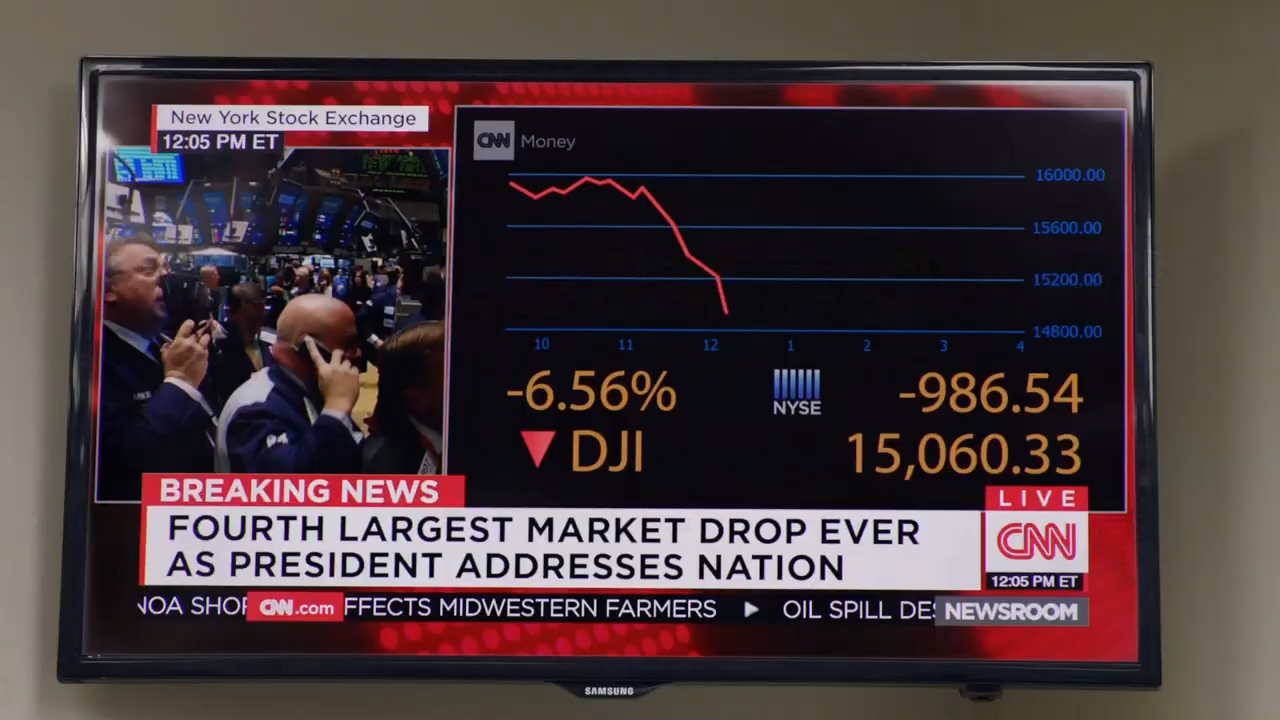 New York Stock Exchange
12:05 PM ET
CNN Money
16000.00
15600.00
15200.00
14800.00
10 11 12 1 2 3 4
-6.56% NYSE -986.54
DJI 15,060.33
BREAKING NEWS
FOURTH LARGEST MARKET DROP EVER
AS PRESIDENT ADDRESSES NATION
LIVE
CNN
12:05 PM ET
NOA SHOP CNN.com FFECTS MIDWESTERN FARMERS OIL SPILL DES NEWSROOM
SAMSUNG